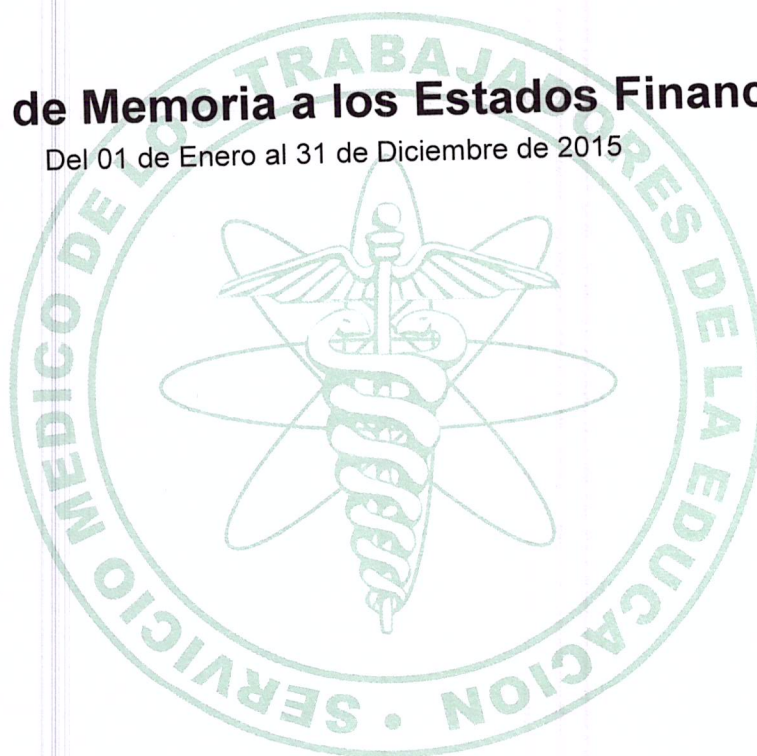 de Memoria a los Estados Financ
Del 01 de Enero al 31 de Diciembre de 2015
SERVICIO MEDICO DE LOS TRABAJADORES DE LA EDUCACION •